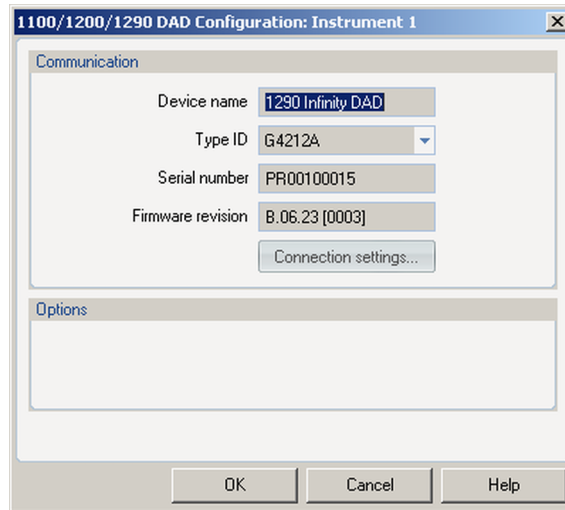 1100/1200/1290 DAD Configuration: Instrument 1
Communication
Device name 1290 Infinity DAD
Type ID G4212A
Serial number PR00100015
Firmware revision B.06.23 [0003]
Connection settings...
Options
OK Cancel Help